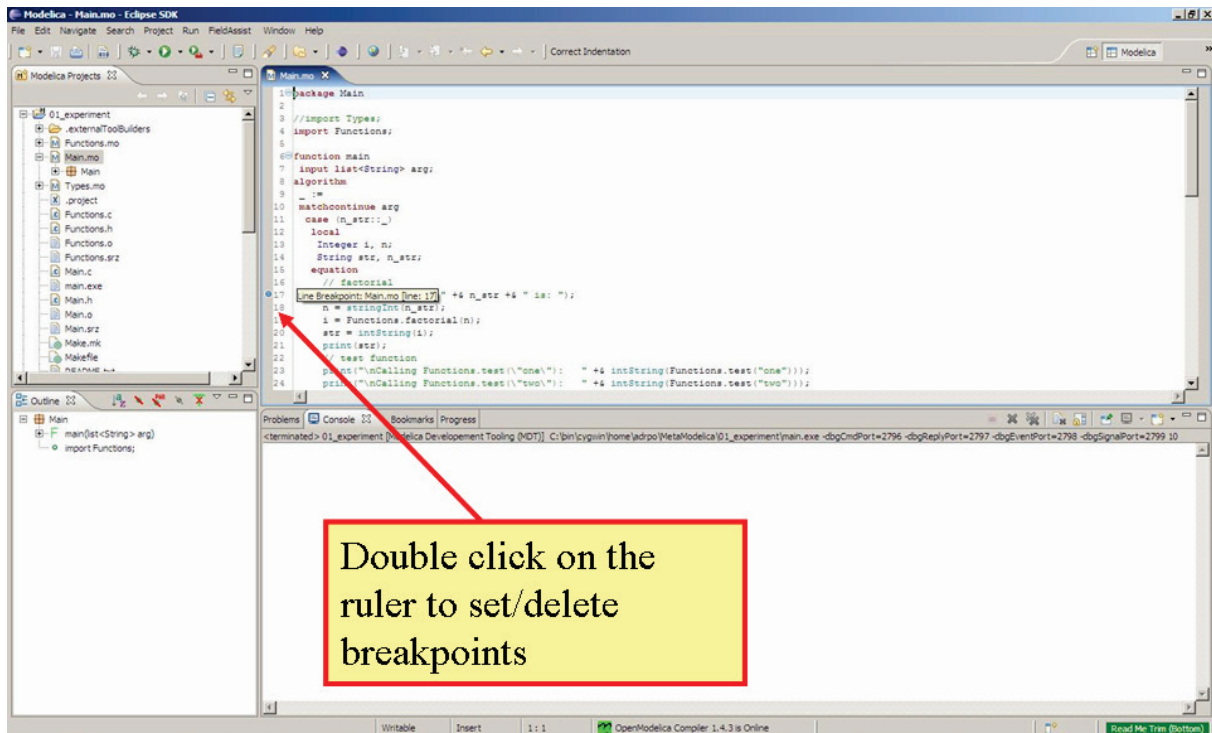 Modelica - Main.mo - Eclipse SDK
File Edit Navigate Search Project Run FieldAssist Window Help
Correct Indentation
Modelica
Modelica Projects
01_experiment
.externalToolBuilders
Functions.mo
Main.mo
Main
Types.mo
.project
Functions.c
Functions.h
Functions.o
Functions.srz
Main.c
main.exe
Main.h
Main.o
Main.srz
Make.mk
Makefile
Outline
Main
main(list<String> arg)
import Functions;
Main.mo
1 package Main
2
3 //import Types;
4 import Functions;
5
6 function main
7 input list<String> arg;
8 algorithm
9 _ :=
10 matchcontinue arg
11 case (n_str::_)
12 local
13 Integer i, n;
14 String str, n_str;
15 equation
16 // factorial
17 Line Breakpoint: Main.mo [line: 17] " +& n_str +& " is: ");
18 n = stringInt(n_str);
i = Functions.factorial(n);
20 str = intString(i);
21 print(str);
22 // test function
23 print("\nCalling Functions.test(\"one\"): " +& intString(Functions.test("one")));
24 print("\nCalling Functions.test(\"two\"): " +& intString(Functions.test("two")));
Problems Console Bookmarks Progress
<terminated> 01_experiment [Modelica Developement Tooling (MDT)] C:\bin\cygwin\home\adrpo\MetaModelica\01_experiment\main.exe -dbgCmdPort=2796 -dbgReplyPort=2797 -dbgEventPort=2798 -dbgSignalPort=2799 10
Double click on the
ruler to set/delete
breakpoints
Writable Insert 1 : 1 OpenModelica Compiler 1.4.3 is Online Read Me Trim (Bottom)